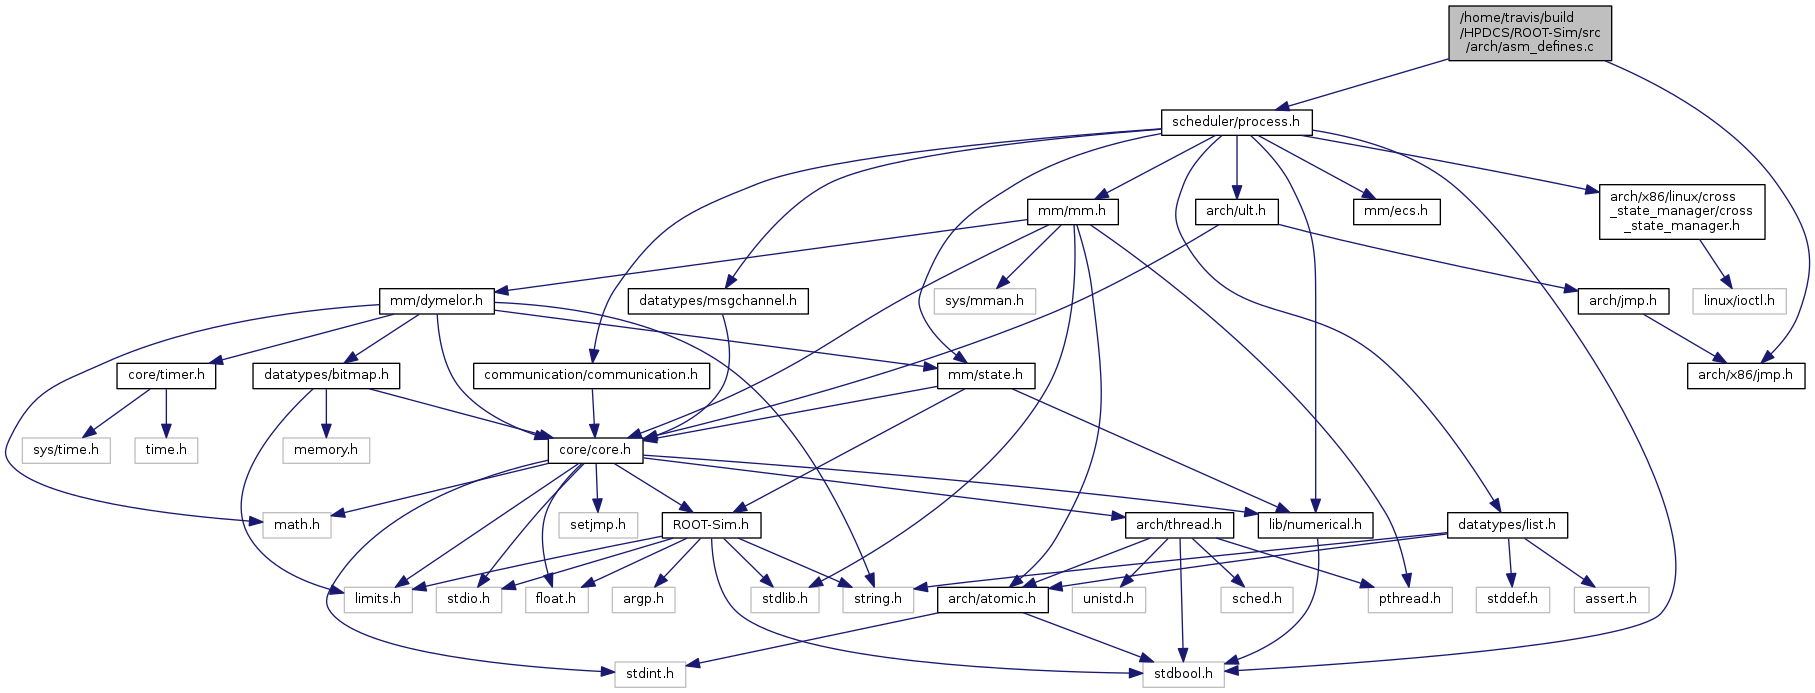 /home/travis/build
/HPDCS/ROOT-Sim/src
/arch/asm_defines.c
scheduler/process.h
mm/mm.h
arch/ult.h
mm/ecs.h
arch/x86/linux/cross
_state_manager/cross
_state_manager.h
mm/dymelor.h
datatypes/msgchannel.h
sys/mman.h
arch/jmp.h
linux/ioctl.h
core/timer.h
datatypes/bitmap.h
communication/communication.h
mm/state.h
arch/x86/jmp.h
sys/time.h
time.h
memory.h
core/core.h
math.h
setjmp.h
ROOT-Sim.h
arch/thread.h
lib/numerical.h
datatypes/list.h
limits.h
stdio.h
float.h
argp.h
stdlib.h
string.h
arch/atomic.h
unistd.h
sched.h
pthread.h
stddef.h
assert.h
stdint.h
stdbool.h